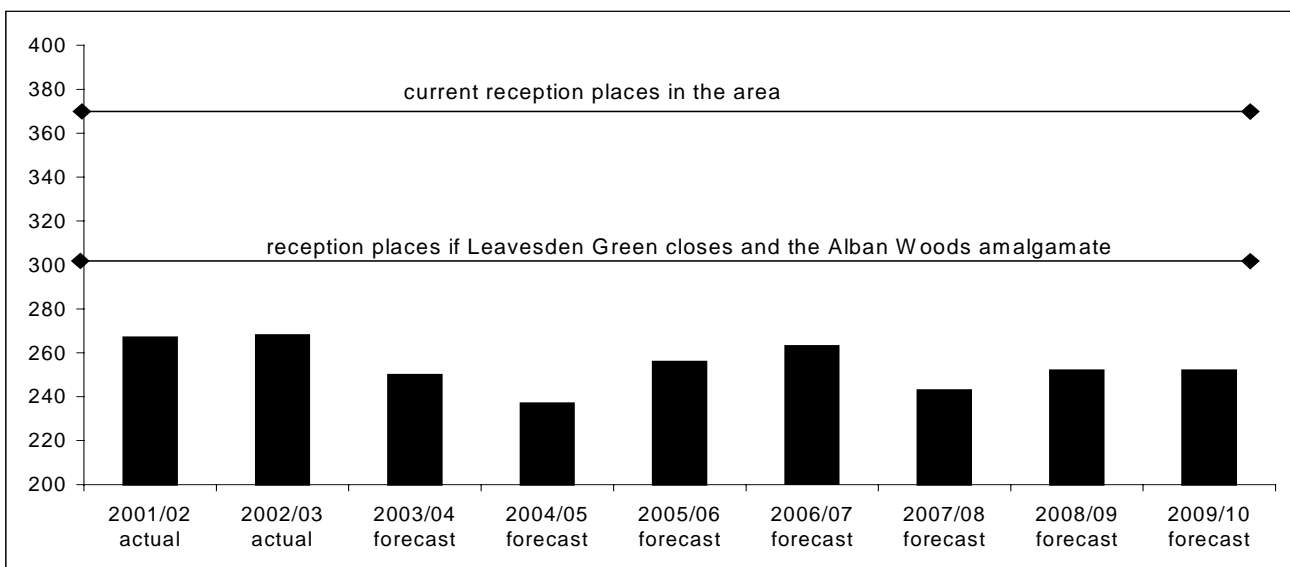 400
380
current reception places in the area
360
340
320
reception places if Leavesden Green closes and the Alban Woods amalgamate
300
280
260
240
220
200
2001/02 2002/03 2003/04 2004/05 2005/06 2006/07 2007/08 2008/09 2009/10
actual actual forecast forecast forecast forecast forecast forecast forecast